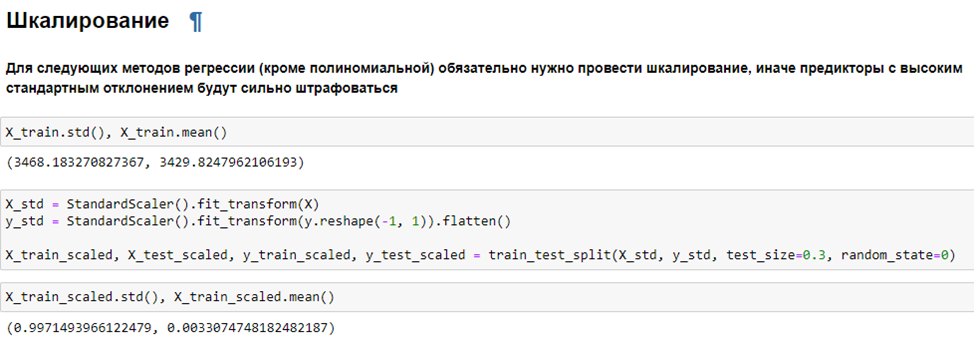 Шкалирование ¶
Для следующих методов регрессии (кроме полиномиальной) обязательно нужно провести шкалирование, иначе предикторы с высоким
стандартным отклонением будут сильно штрафоваться
X_train.std(), X_train.mean()
(3468.183270827367, 3429.8247962106193)
X_std = StandardScaler().fit_transform(X)
y_std = StandardScaler().fit_transform(y.reshape(-1, 1)).flatten()
X_train_scaled, X_test_scaled, y_train_scaled, y_test_scaled = train_test_split(X_std, y_std, test_size=0.3, random_state=0)
X_train_scaled.std(), X_train_scaled.mean()
(0.9971493966122479, 0.0033074748182482187)